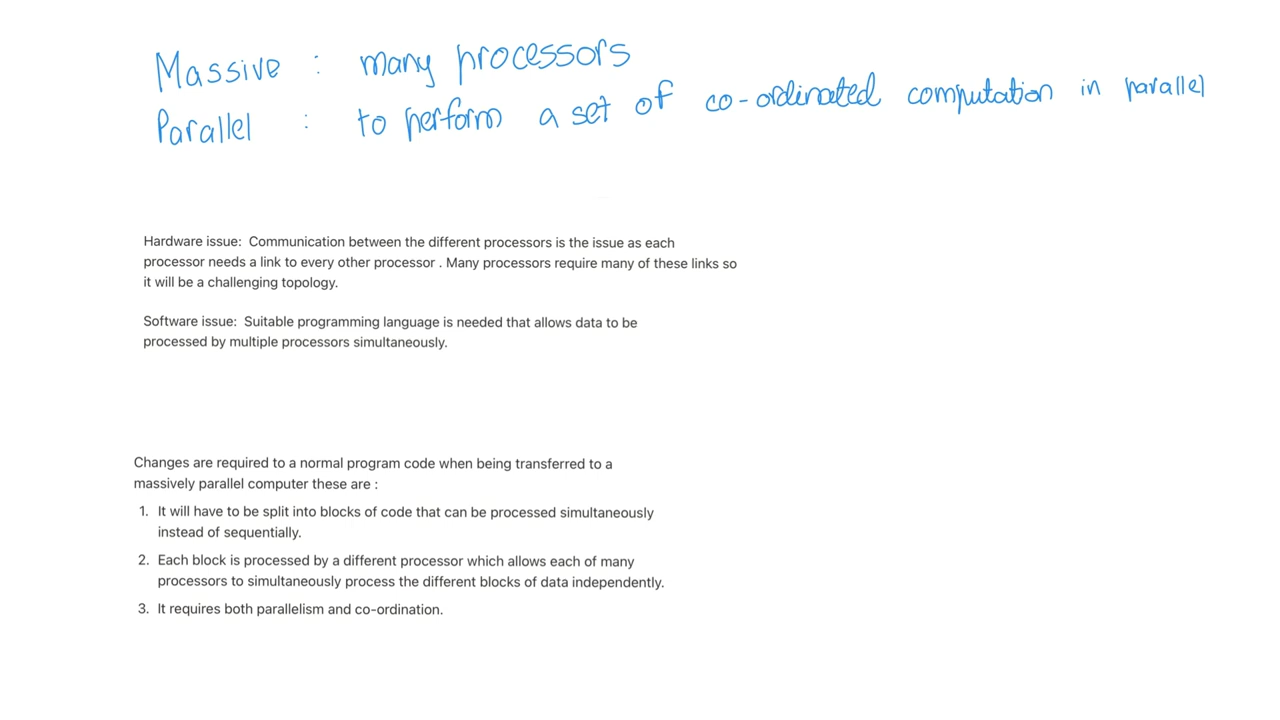 Massive : many processors
Parallel : to perform a set of co-ordinated computation in parallel
Hardware issue: Communication between the different processors is the issue as each
processor needs a link to every other processor . Many processors require many of these links so
it will be a challenging topology.
Software issue: Suitable programming language is needed that allows data to be
processed by multiple processors simultaneously.
Changes are required to a normal program code when being transferred to a
massively parallel computer these are :
1. It will have to be split into blocks of code that can be processed simultaneously
instead of sequentially.
2. Each block is processed by a different processor which allows each of many
processors to simultaneously process the different blocks of data independently.
3. It requires both parallelism and co-ordination.